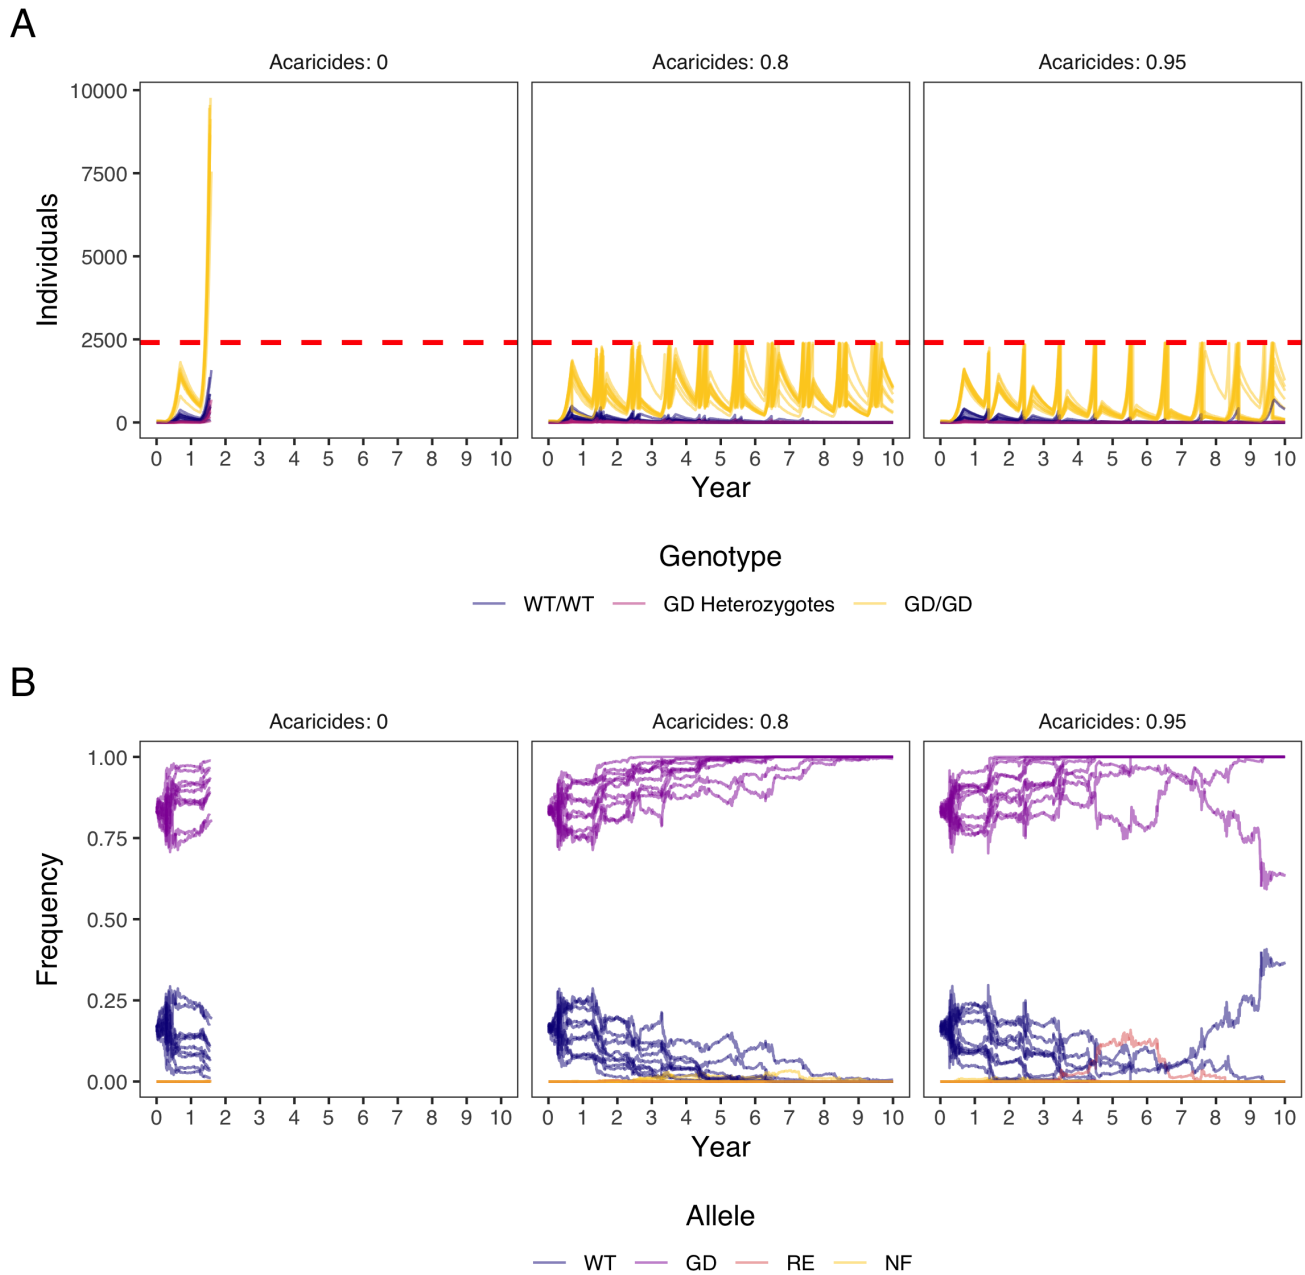 A
Acaricides: 0 Acaricides: 0.8 Acaricides: 0.95
10000
7500
5000
2500
0
Individuals
0 1 2 3 4 5 6 7 8 9 10 0 1 2 3 4 5 6 7 8 9 10 0 1 2 3 4 5 6 7 8 9 10
Year
Genotype
WT/WT GD Heterozygotes GD/GD
B
Acaricides: 0 Acaricides: 0.8 Acaricides: 0.95
1.00
0.75
0.50
0.25
0.00
Frequency
0 1 2 3 4 5 6 7 8 9 10 0 1 2 3 4 5 6 7 8 9 10 0 1 2 3 4 5 6 7 8 9 10
Year
Allele
WT GD RE NF